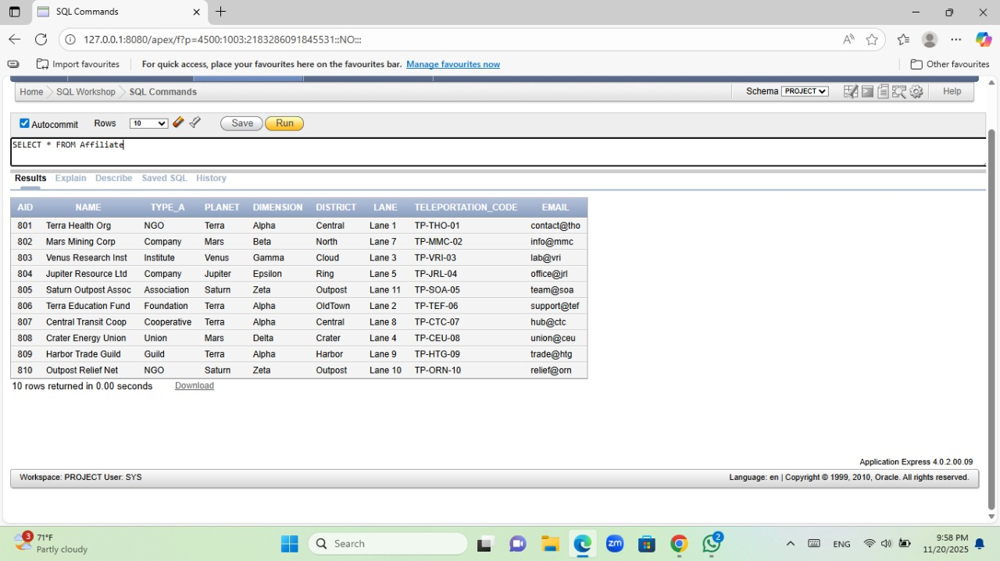 SQL Commands
127.0.0.1:8080/apex/f?p=4500:1003:2183286091845531::NO:::
Import favourites For quick access, place your favourites here on the favourites bar. Manage favourites now Other favourites
Home SQL Workshop SQL Commands Schema PROJECT Help
Autocommit Rows 10 Save Run
SELECT * FROM Affiliate
Results Explain Describe Saved SQL History
AID NAME TYPE_A PLANET DIMENSION DISTRICT LANE TELEPORTATION_CODE EMAIL
801 Terra Health Org NGO Terra Alpha Central Lane 1 TP-THO-01 contact@tho
802 Mars Mining Corp Company Mars Beta North Lane 7 TP-MMC-02 info@mmc
803 Venus Research Inst Institute Venus Gamma Cloud Lane 3 TP-VRI-03 lab@vri
804 Jupiter Resource Ltd Company Jupiter Epsilon Ring Lane 5 TP-JRL-04 office@jrl
805 Saturn Outpost Assoc Association Saturn Zeta Outpost Lane 11 TP-SOA-05 team@soa
806 Terra Education Fund Foundation Terra Alpha OldTown Lane 2 TP-TEF-06 support@tef
807 Central Transit Coop Cooperative Terra Alpha Central Lane 8 TP-CTC-07 hub@ctc
808 Crater Energy Union Union Mars Delta Crater Lane 4 TP-CEU-08 union@ceu
809 Harbor Trade Guild Guild Terra Alpha Harbor Lane 9 TP-HTG-09 trade@htg
810 Outpost Relief Net NGO Saturn Zeta Outpost Lane 10 TP-ORN-10 relief@orn
10 rows returned in 0.00 seconds Download
Application Express 4.0.2.00.09
Workspace: PROJECT User: SYS Language: en | Copyright © 1999, 2010, Oracle. All rights reserved.
3 71°F Search zm 2 ENG 9:58 PM
Partly cloudy 11/20/2025